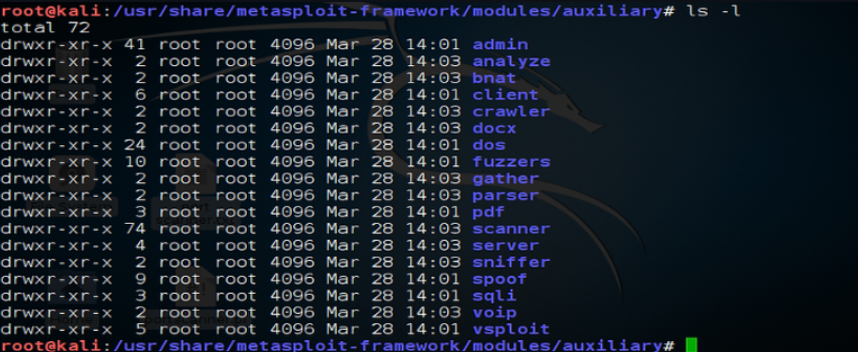 root@kali:/usr/share/metasploit-framework/modules/auxiliary# ls -l
total 72
drwxr-xr-x 41 root root 4096 Mar 28 14:01 admin
drwxr-xr-x  2 root root 4096 Mar 28 14:03 analyze
drwxr-xr-x  2 root root 4096 Mar 28 14:03 bnat
drwxr-xr-x  6 root root 4096 Mar 28 14:01 client
drwxr-xr-x  2 root root 4096 Mar 28 14:03 crawler
drwxr-xr-x  2 root root 4096 Mar 28 14:03 docx
drwxr-xr-x 24 root root 4096 Mar 28 14:01 dos
drwxr-xr-x 10 root root 4096 Mar 28 14:01 fuzzers
drwxr-xr-x  2 root root 4096 Mar 28 14:03 gather
drwxr-xr-x  2 root root 4096 Mar 28 14:03 parser
drwxr-xr-x  3 root root 4096 Mar 28 14:01 pdf
drwxr-xr-x 74 root root 4096 Mar 28 14:03 scanner
drwxr-xr-x  4 root root 4096 Mar 28 14:03 server
drwxr-xr-x  2 root root 4096 Mar 28 14:03 sniffer
drwxr-xr-x  9 root root 4096 Mar 28 14:01 spoof
drwxr-xr-x  3 root root 4096 Mar 28 14:01 sqli
drwxr-xr-x  2 root root 4096 Mar 28 14:03 voip
drwxr-xr-x  5 root root 4096 Mar 28 14:01 vsploit
root@kali:/usr/share/metasploit-framework/modules/auxiliary#